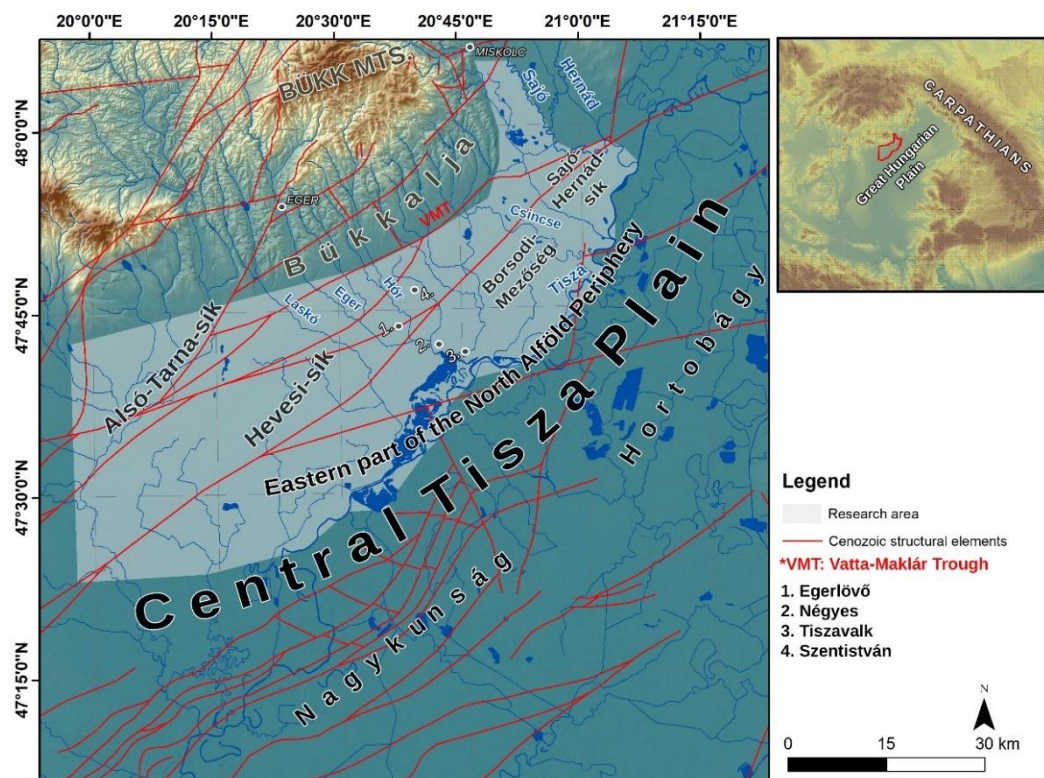 20°0'0"E 20°15'0"E 20°30'0"E 20°45'0"E 21°0'0"E 21°15'0"E
48°0'0"N
47°45'0"N
47°30'0"N
47°15'0"N
MISKOLC
BÜKK MTS.
Sajó
Hernád
EGER
Bükkalja
VMT
Sajó-
Hernád-
sík
Csincse
Borsodi-
Mezőség
Tisza
Laskó
Eger
Hór
4.
1.
2.
3.
Alsó-Tarna-sík
Hevesi-sík
Eastern part of the North Alföld Periphery
Central Tisza Plain
Hortobágy
Nagykunság
CARPATHIANS
Great Hungarian
Plain
Legend
Research area
Cenozoic structural elements
*VMT: Vatta-Maklár Trough
1. Egerlövő
2. Négyes
3. Tiszavalk
4. Szentistván
N
0 15 30 km